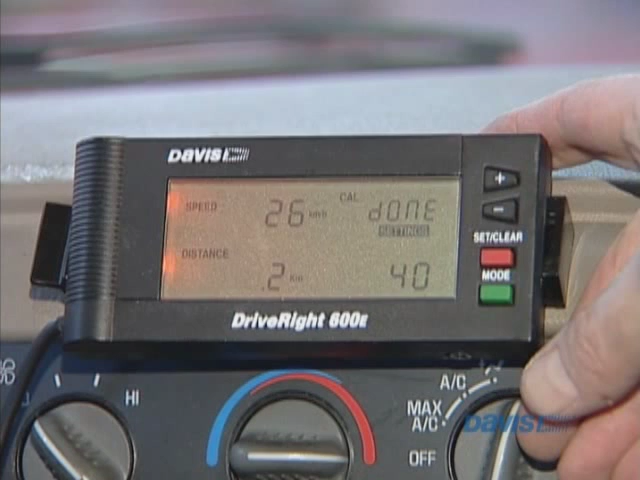 DAVIS
SPEED 26 km/h CAL dONE
SETTINGS
DISTANCE .2 Km 40
+
−
SET/CLEAR
MODE
DriveRight 600E
HI
A/C
MAX A/C
OFF
DAVIS